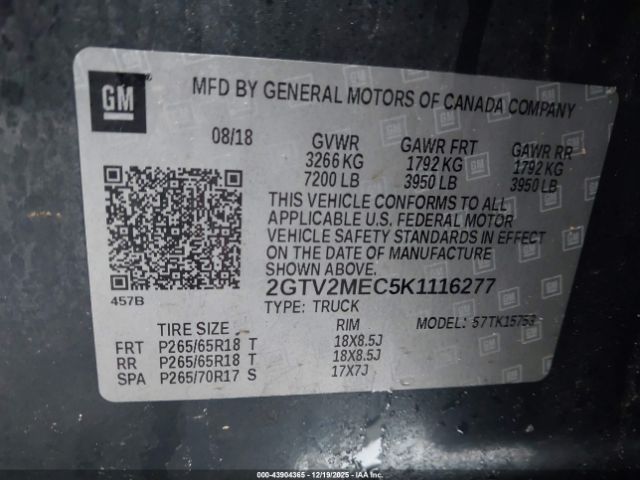 GM
MFD BY GENERAL MOTORS OF CANADA COMPANY
08/18 GVWR GAWR FRT GAWR RR
3266 KG 1792 KG 1792 KG
7200 LB 3950 LB 3950 LB
THIS VEHICLE CONFORMS TO ALL
APPLICABLE U.S. FEDERAL MOTOR
VEHICLE SAFETY STANDARDS IN EFFECT
ON THE DATE OF MANUFACTURE
SHOWN ABOVE.
457B
2GTV2MEC5K1116277
TYPE: TRUCK MODEL: 57TK15753
TIRE SIZE RIM
FRT P265/65R18 T 18X8.5J
RR P265/65R18 T 18X8.5J
SPA P265/70R17 S 17X7J
00-43904365 - 12/19/2025 - IAA Holdings, LLC